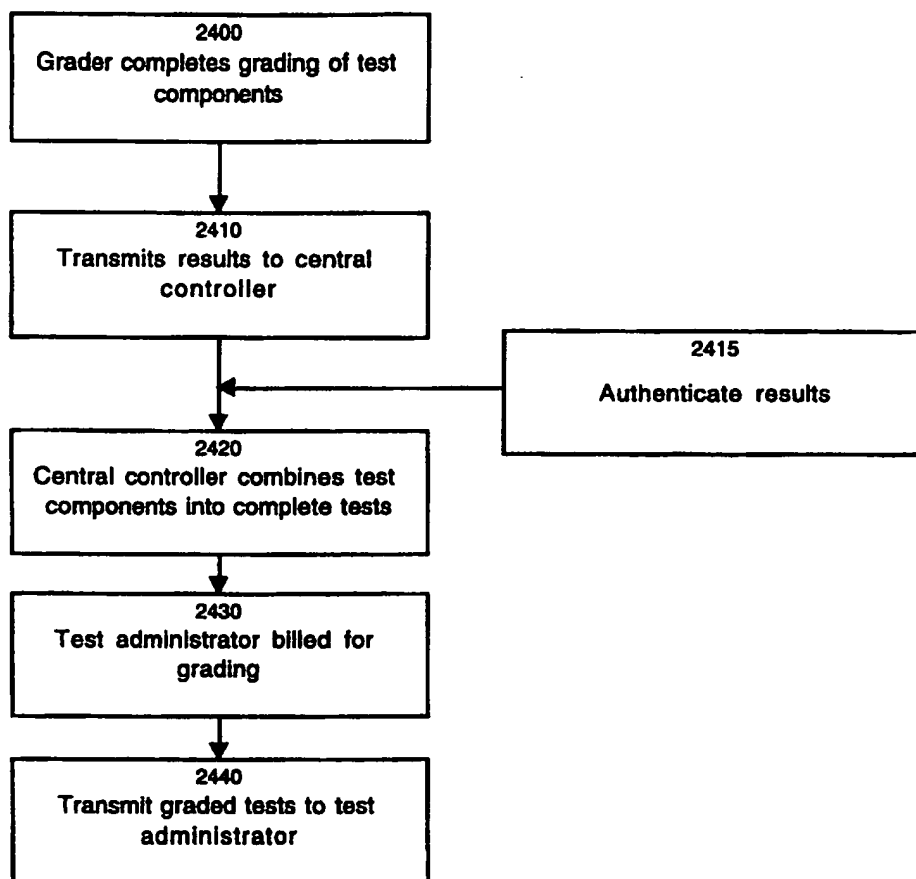 2400
Grader completes grading of test
components
2410
Transmits results to central
controller
2415
Authenticate results
2420
Central controller combines test
components into complete tests
2430
Test administrator billed for
grading
2440
Transmit graded tests to test
administrator